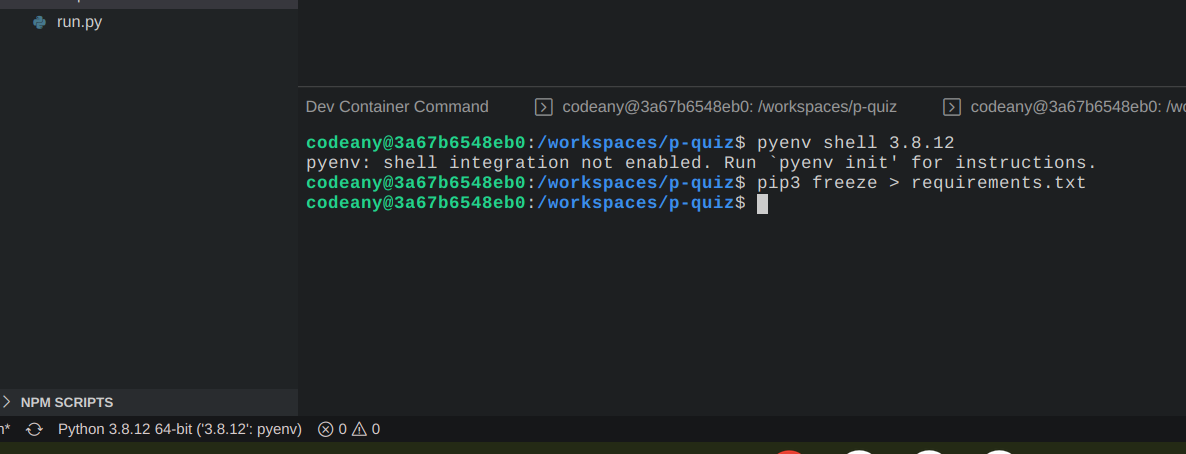 run.py
Dev Container Command
codeany@3a67b6548eb0: /workspaces/p-quiz
codeany@3a67b6548eb0: /wo
codeany@3a67b6548eb0:/workspaces/p-quiz$ pyenv shell 3.8.12
pyenv: shell integration not enabled. Run `pyenv init' for instructions.
codeany@3a67b6548eb0:/workspaces/p-quiz$ pip3 freeze > requirements.txt
codeany@3a67b6548eb0:/workspaces/p-quiz$
NPM SCRIPTS
Python 3.8.12 64-bit ('3.8.12': pyenv) 0 0